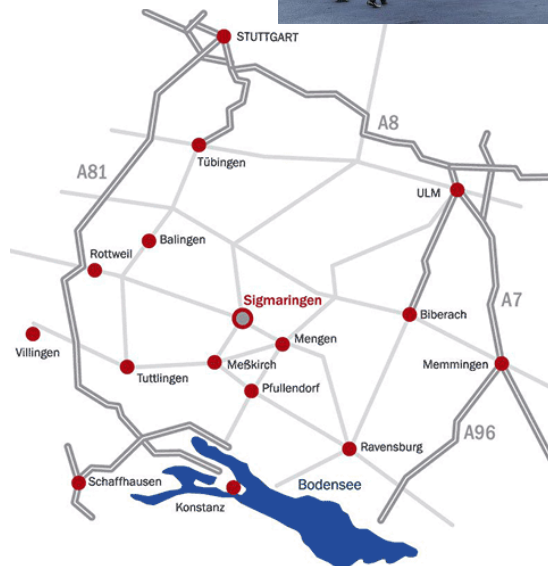 STUTTGART
A8
Tübingen
A81
ULM
Balingen
Rottweil
Sigmaringen
A7
Biberach
Mengen
Villingen
Meßkirch
Memmingen
Tuttlingen
Pfullendorf
A96
Ravensburg
Schaffhausen
Bodensee
Konstanz